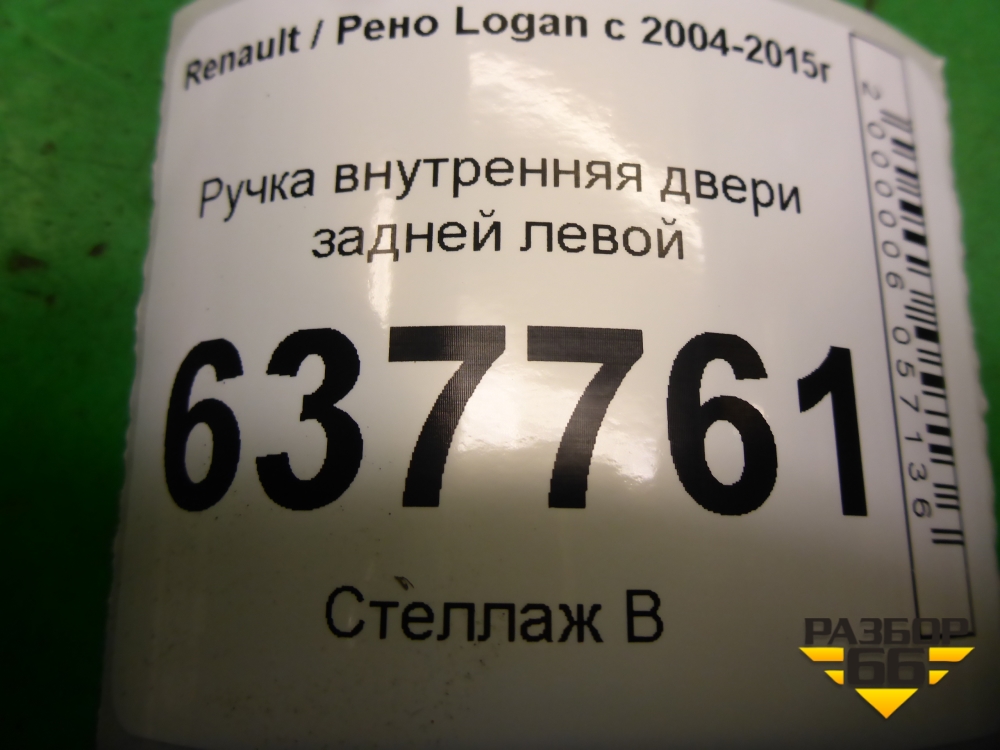 Renault / Рено Logan с 2004-2015г
Ручка внутренняя двери
задней левой
637761
Стеллаж В
2000006057136
РАЗБОР
66